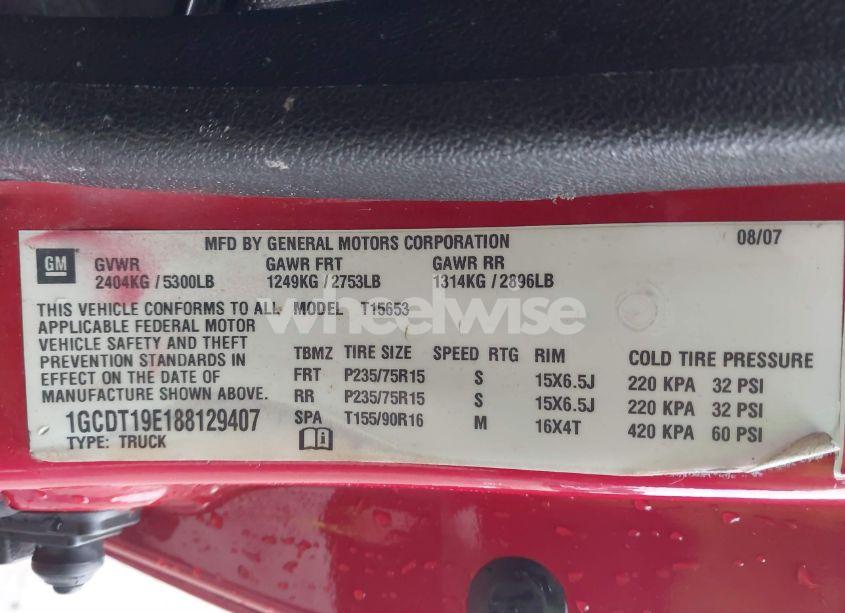 wheelwise
GM
MFD BY GENERAL MOTORS CORPORATION
08/07
GVWR GAWR FRT GAWR RR
2404KG / 5300LB 1249KG / 2753LB 1314KG / 2896LB
THIS VEHICLE CONFORMS TO ALL
APPLICABLE FEDERAL MOTOR
VEHICLE SAFETY AND THEFT
PREVENTION STANDARDS IN
EFFECT ON THE DATE OF
MANUFACTURE SHOWN ABOVE.
1GCDT19E188129407
TYPE: TRUCK
MODEL T15653
wheelwise
TBMZ TIRE SIZE SPEED RTG RIM COLD TIRE PRESSURE
FRT P235/75R15 S 15X6.5J 220 KPA 32 PSI
RR P235/75R15 S 15X6.5J 220 KPA 32 PSI
SPA T155/90R16 M 16X4T 420 KPA 60 PSI